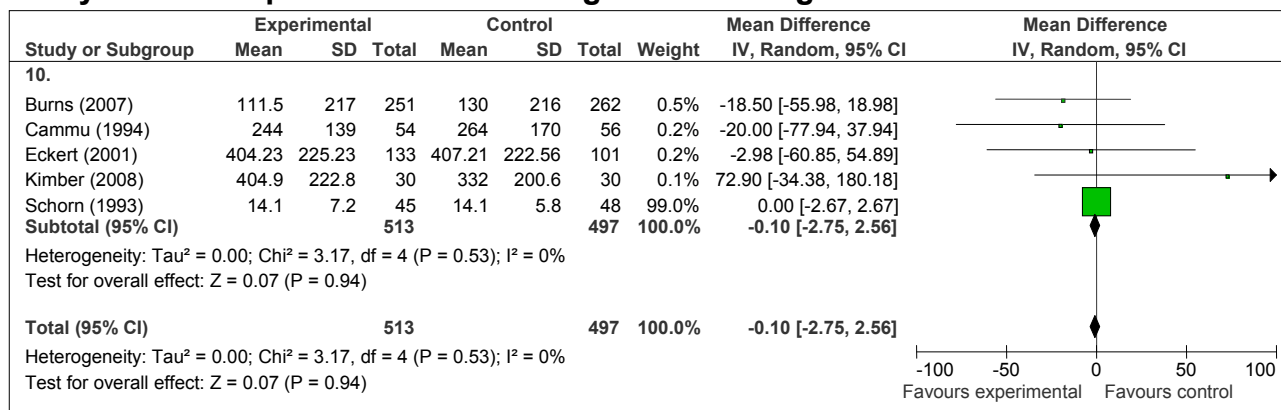 Experimental Control Mean Difference Mean Difference
Study or Subgroup Mean SD Total Mean SD Total Weight IV, Random, 95% CI IV, Random, 95% CI
10.
Burns (2007) 111.5 217 251 130 216 262 0.5% -18.50 [-55.98, 18.98]
Cammu (1994) 244 139 54 264 170 56 0.2% -20.00 [-77.94, 37.94]
Eckert (2001) 404.23 225.23 133 407.21 222.56 101 0.2% -2.98 [-60.85, 54.89]
Kimber (2008) 404.9 222.8 30 332 200.6 30 0.1% 72.90 [-34.38, 180.18]
Schorn (1993) 14.1 7.2 45 14.1 5.8 48 99.0% 0.00 [-2.67, 2.67]
Subtotal (95% CI) 513 497 100.0% -0.10 [-2.75, 2.56]
Heterogeneity: Tau² = 0.00; Chi² = 3.17, df = 4 (P = 0.53); I² = 0%
Test for overall effect: Z = 0.07 (P = 0.94)
Total (95% CI) 513 497 100.0% -0.10 [-2.75, 2.56]
Heterogeneity: Tau² = 0.00; Chi² = 3.17, df = 4 (P = 0.53); I² = 0%
Test for overall effect: Z = 0.07 (P = 0.94)
-100 -50 0 50 100
Favours experimental Favours control